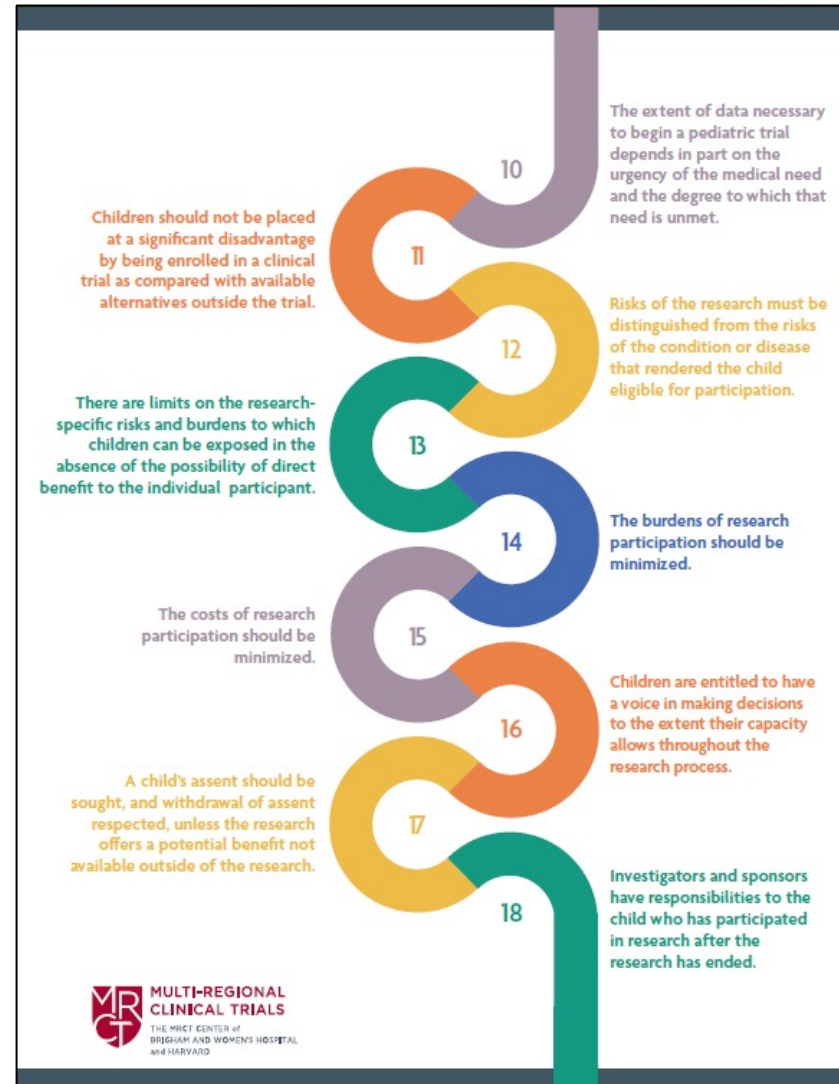 10
The extent of data necessary
to begin a pediatric trial
depends in part on the
urgency of the medical need
and the degree to which that
need is unmet.
Children should not be placed
at a significant disadvantage
by being enrolled in a clinical
trial as compared with available
alternatives outside the trial.
11
12
Risks of the research must be
distinguished from the risks
of the condition or disease
that rendered the child
eligible for participation.
There are limits on the research-
specific risks and burdens to which
children can be exposed in the
absence of the possibility of direct
benefit to the individual participant.
13
14
The burdens of research
participation should be
minimized.
The costs of research
participation should be
minimized.
15
16
Children are entitled to have
a voice in making decisions
to the extent their capacity
allows throughout the
research process.
A child's assent should be
sought, and withdrawal of assent
respected, unless the research
offers a potential benefit not
available outside of the research.
17
18
Investigators and sponsors
have responsibilities to the
child who has participated
in research after the
research has ended.
MR
CT
MULTI-REGIONAL
CLINICAL TRIALS
THE MRCT CENTER of
BRIGHAM AND WOMEN'S HOSPITAL
and HARVARD